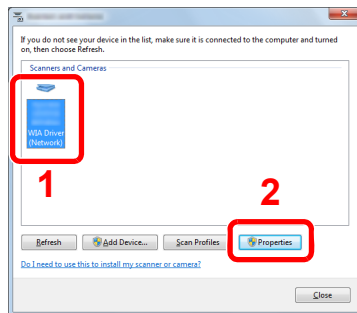 If you do not see your device in the list, make sure it is connected to the computer and turned
on, then choose Refresh.
Scanners and Cameras
WIA Driver
(Network)
1
2
Refresh
Add Device...
Scan Profiles
Properties
Do I need to use this to install my scanner or camera?
Close